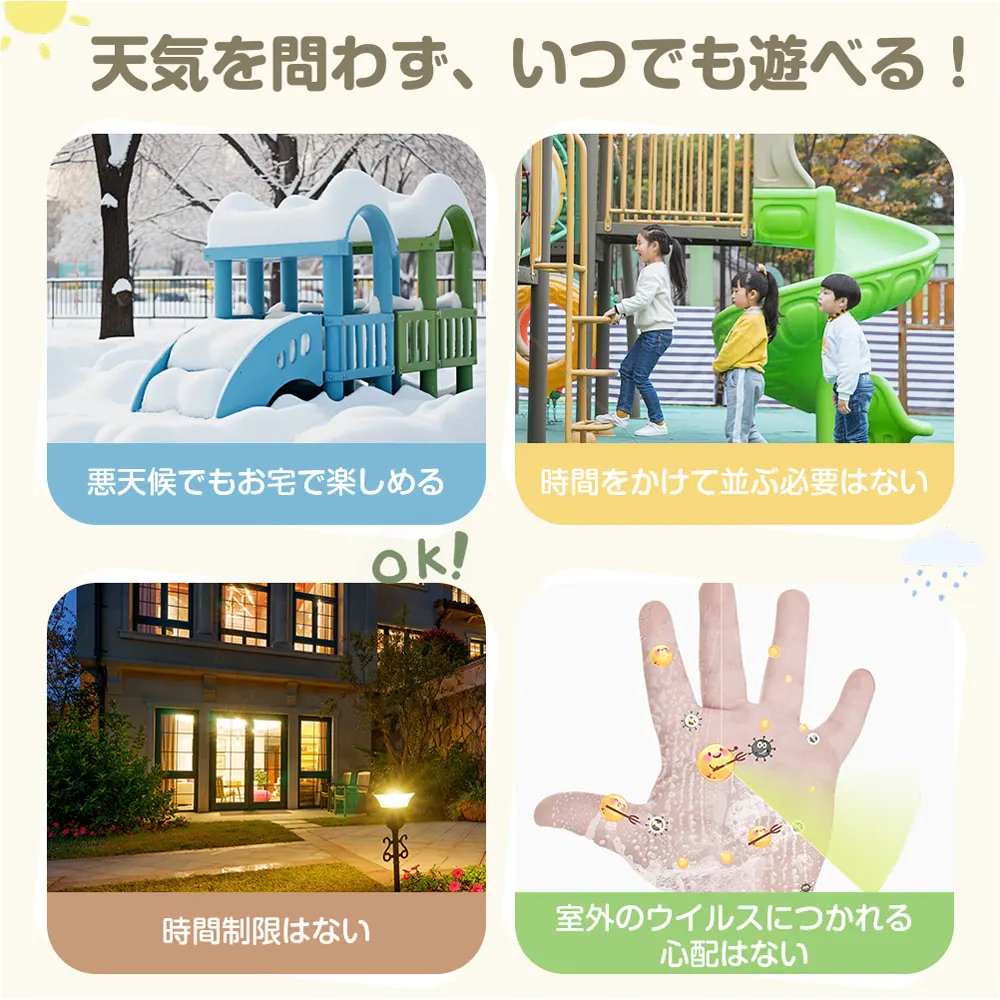 天気を問わず、いつでも遊べる！
悪天候でもお宅で楽しめる
時間をかけて並ぶ必要はない
OK!
時間制限はない
室外のウイルスにつかれる
心配はない